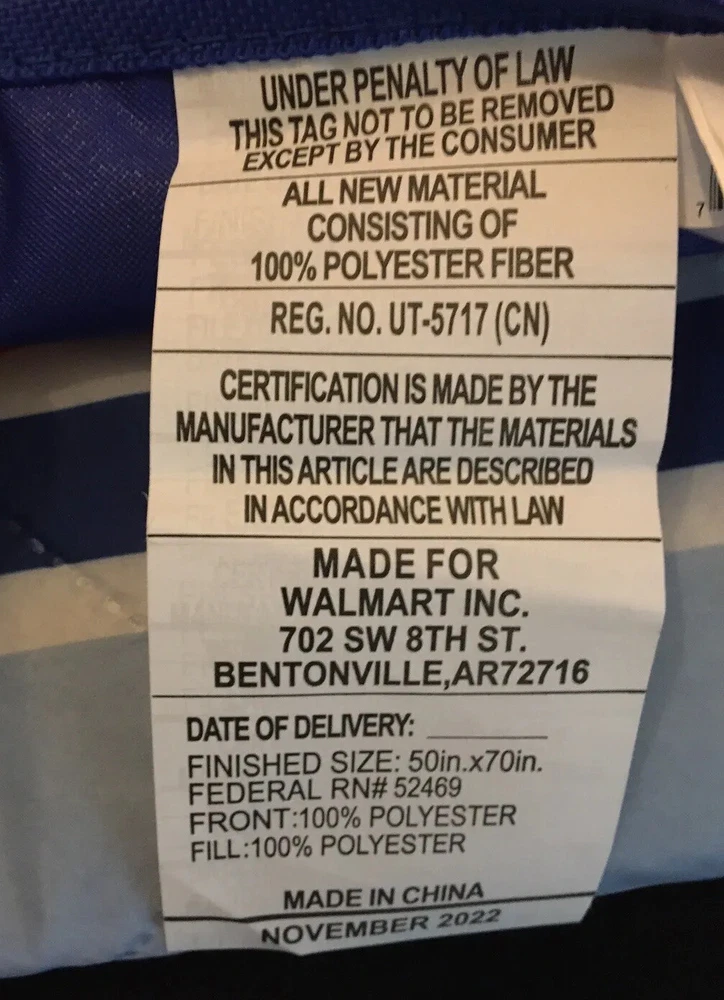 UNDER PENALTY OF LAW
THIS TAG NOT TO BE REMOVED
EXCEPT BY THE CONSUMER
ALL NEW MATERIAL
CONSISTING OF
100% POLYESTER FIBER
REG. NO. UT-5717 (CN)
CERTIFICATION IS MADE BY THE
MANUFACTURER THAT THE MATERIALS
IN THIS ARTICLE ARE DESCRIBED
IN ACCORDANCE WITH LAW
MADE FOR
WALMART INC.
702 SW 8TH ST.
BENTONVILLE,AR72716
DATE OF DELIVERY:
FINISHED SIZE: 50in.x70in.
FEDERAL RN# 52469
FRONT:100% POLYESTER
FILL:100% POLYESTER
MADE IN CHINA
NOVEMBER 2022
7